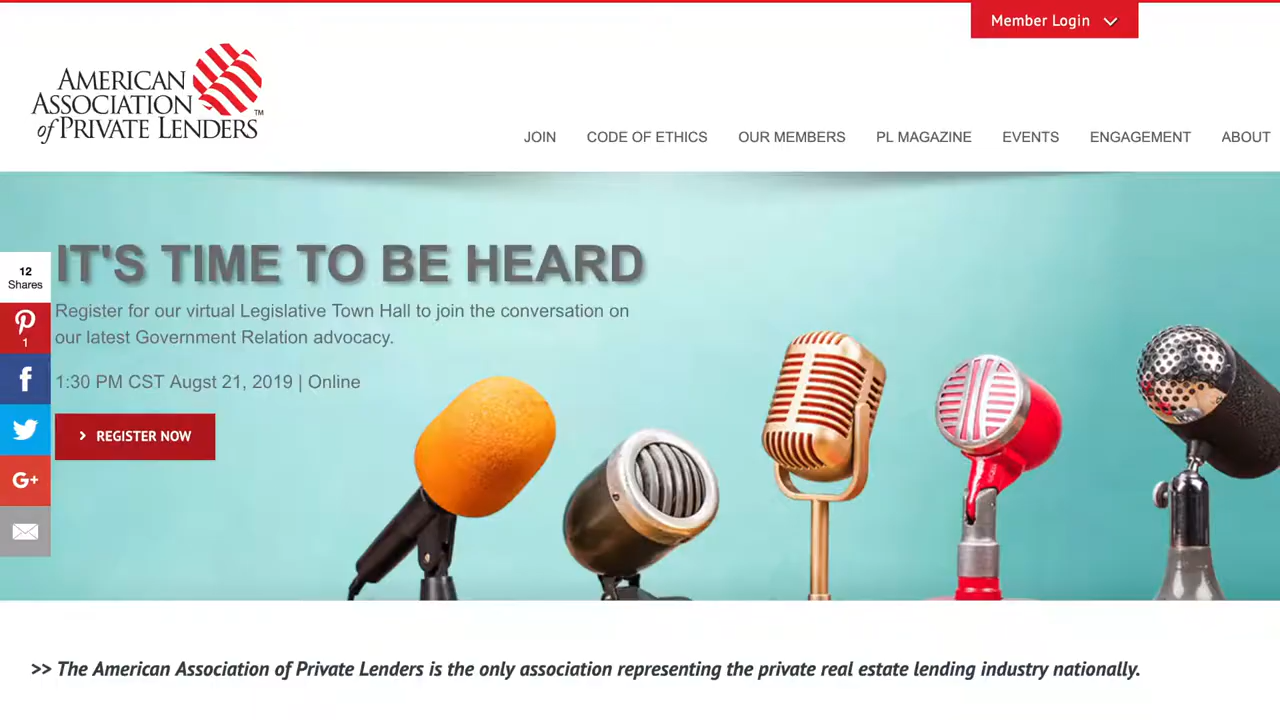 Member Login
AMERICAN
ASSOCIATION
of PRIVATE LENDERS™
JOIN CODE OF ETHICS OUR MEMBERS PL MAGAZINE EVENTS ENGAGEMENT ABOUT
IT'S TIME TO BE HEARD
Register for our virtual Legislative Town Hall to join the conversation on
our latest Government Relation advocacy.
1:30 PM CST Augst 21, 2019 | Online
> REGISTER NOW
12
Shares
1
f
G+
>> The American Association of Private Lenders is the only association representing the private real estate lending industry nationally.